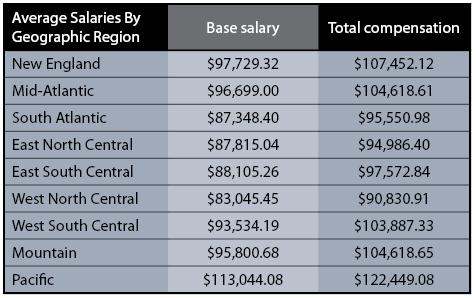 Average Salaries By
Geographic Region
Base salary
Total compensation
New England $97,729.32 $107,452.12
Mid-Atlantic $96,699.00 $104,618.61
South Atlantic $87,348.40 $95,550.98
East North Central $87,815.04 $94,986.40
East South Central $88,105.26 $97,572.84
West North Central $83,045.45 $90,830.91
West South Central $93,534.19 $103,887.33
Mountain $95,800.68 $104,618.65
Pacific $113,044.08 $122,449.08